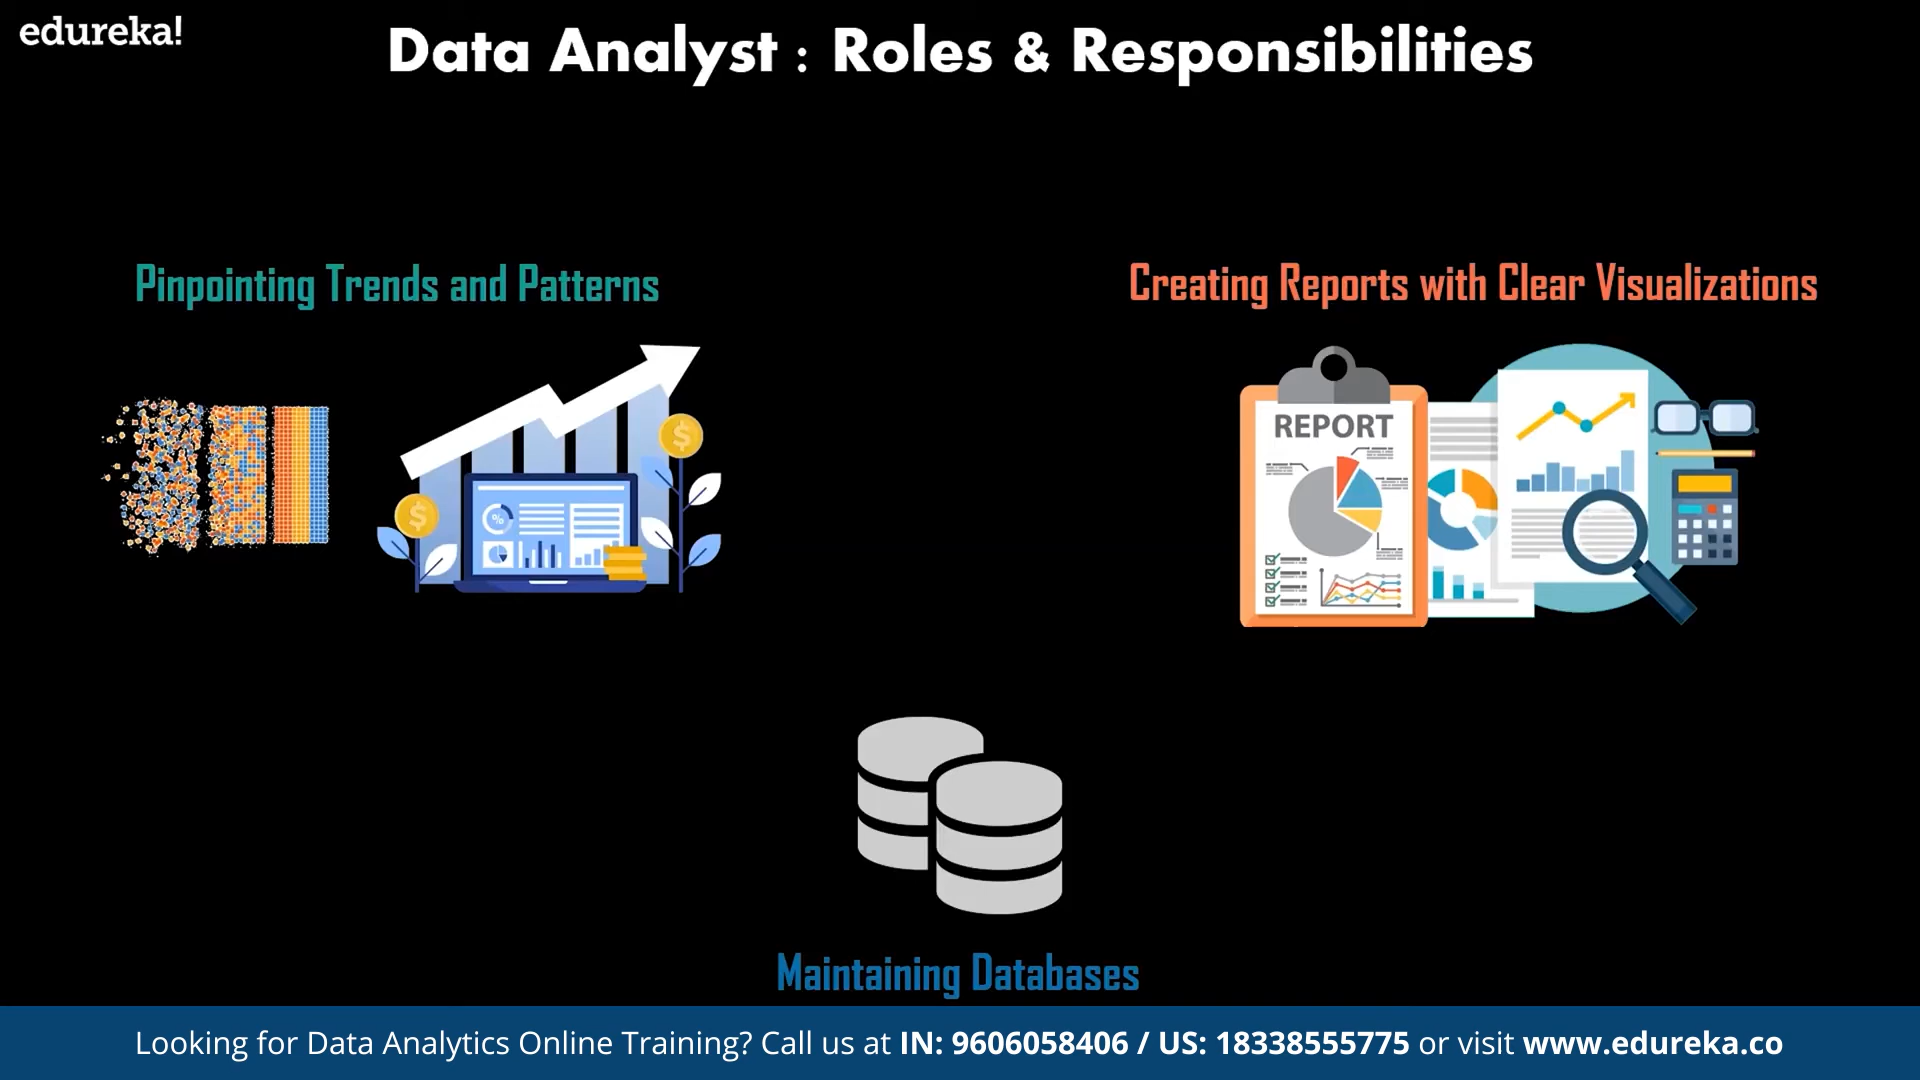 edureka!
Data Analyst : Roles & Responsibilities
Pinpointing Trends and Patterns
Creating Reports with Clear Visualizations
REPORT
$
$
%
Maintaining Databases
Looking for Data Analytics Online Training? Call us at IN: 9606058406 / US: 18338555775 or visit www.edureka.co